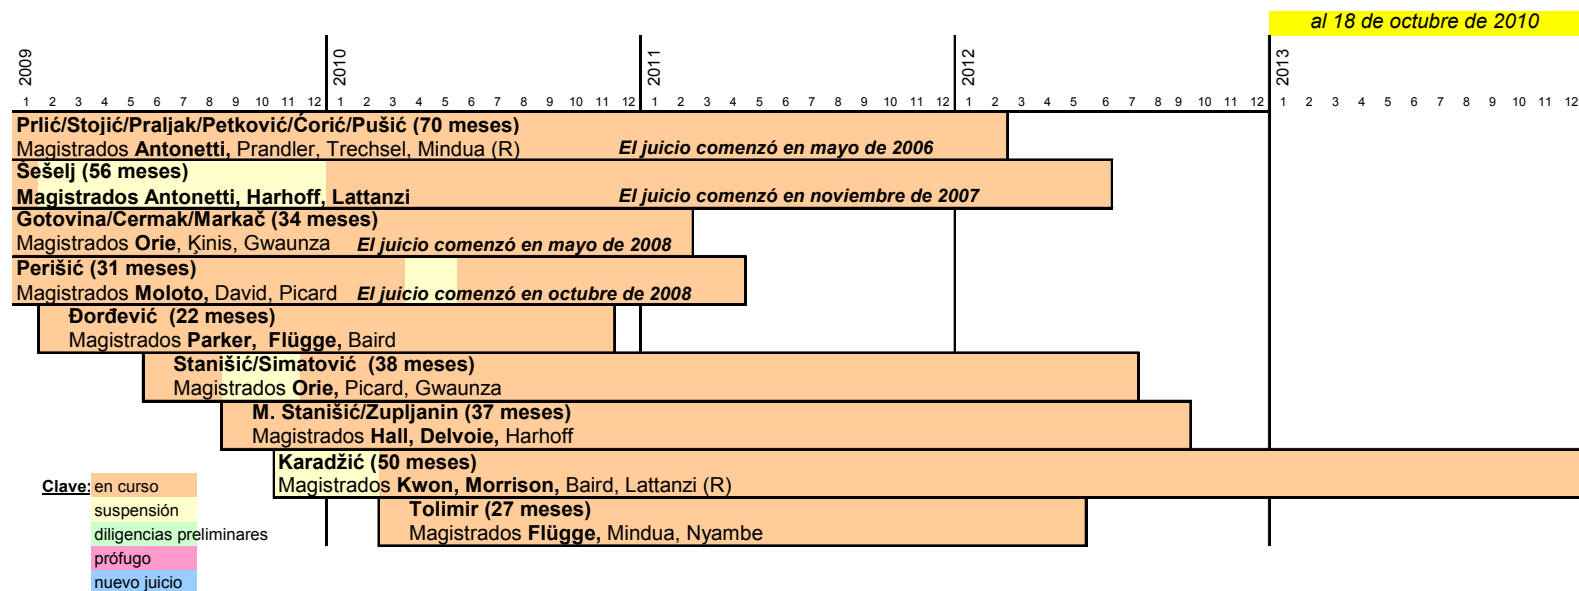 al 18 de octubre de 2010
2009 2010 2011 2012 2013
1 2 3 4 5 6 7 8 9 10 11 12 1 2 3 4 5 6 7 8 9 10 11 12 1 2 3 4 5 6 7 8 9 10 11 12 1 2 3 4 5 6 7 8 9 10 11 12 1 2 3 4 5 6 7 8 9 10 11 12
Prlić/Stojić/Praljak/Petković/Ćorić/Pušić (70 meses)
Magistrados Antonetti, Prandler, Trechsel, Mindua (R) El juicio comenzó en mayo de 2006
Šešelj (56 meses)
Magistrados Antonetti, Harhoff, Lattanzi El juicio comenzó en noviembre de 2007
Gotovina/Cermak/Markač (34 meses)
Magistrados Orie, Ķinis, Gwaunza El juicio comenzó en mayo de 2008
Perišić (31 meses)
Magistrados Moloto, David, Picard El juicio comenzó en octubre de 2008
Đorđević (22 meses)
Magistrados Parker, Flügge, Baird
Stanišić/Simatović (38 meses)
Magistrados Orie, Picard, Gwaunza
M. Stanišić/Zupljanin (37 meses)
Magistrados Hall, Delvoie, Harhoff
Karadžić (50 meses)
Magistrados Kwon, Morrison, Baird, Lattanzi (R)
Tolimir (27 meses)
Magistrados Flügge, Mindua, Nyambe
Clave: en curso
suspensión
diligencias preliminares
prófugo
nuevo juicio